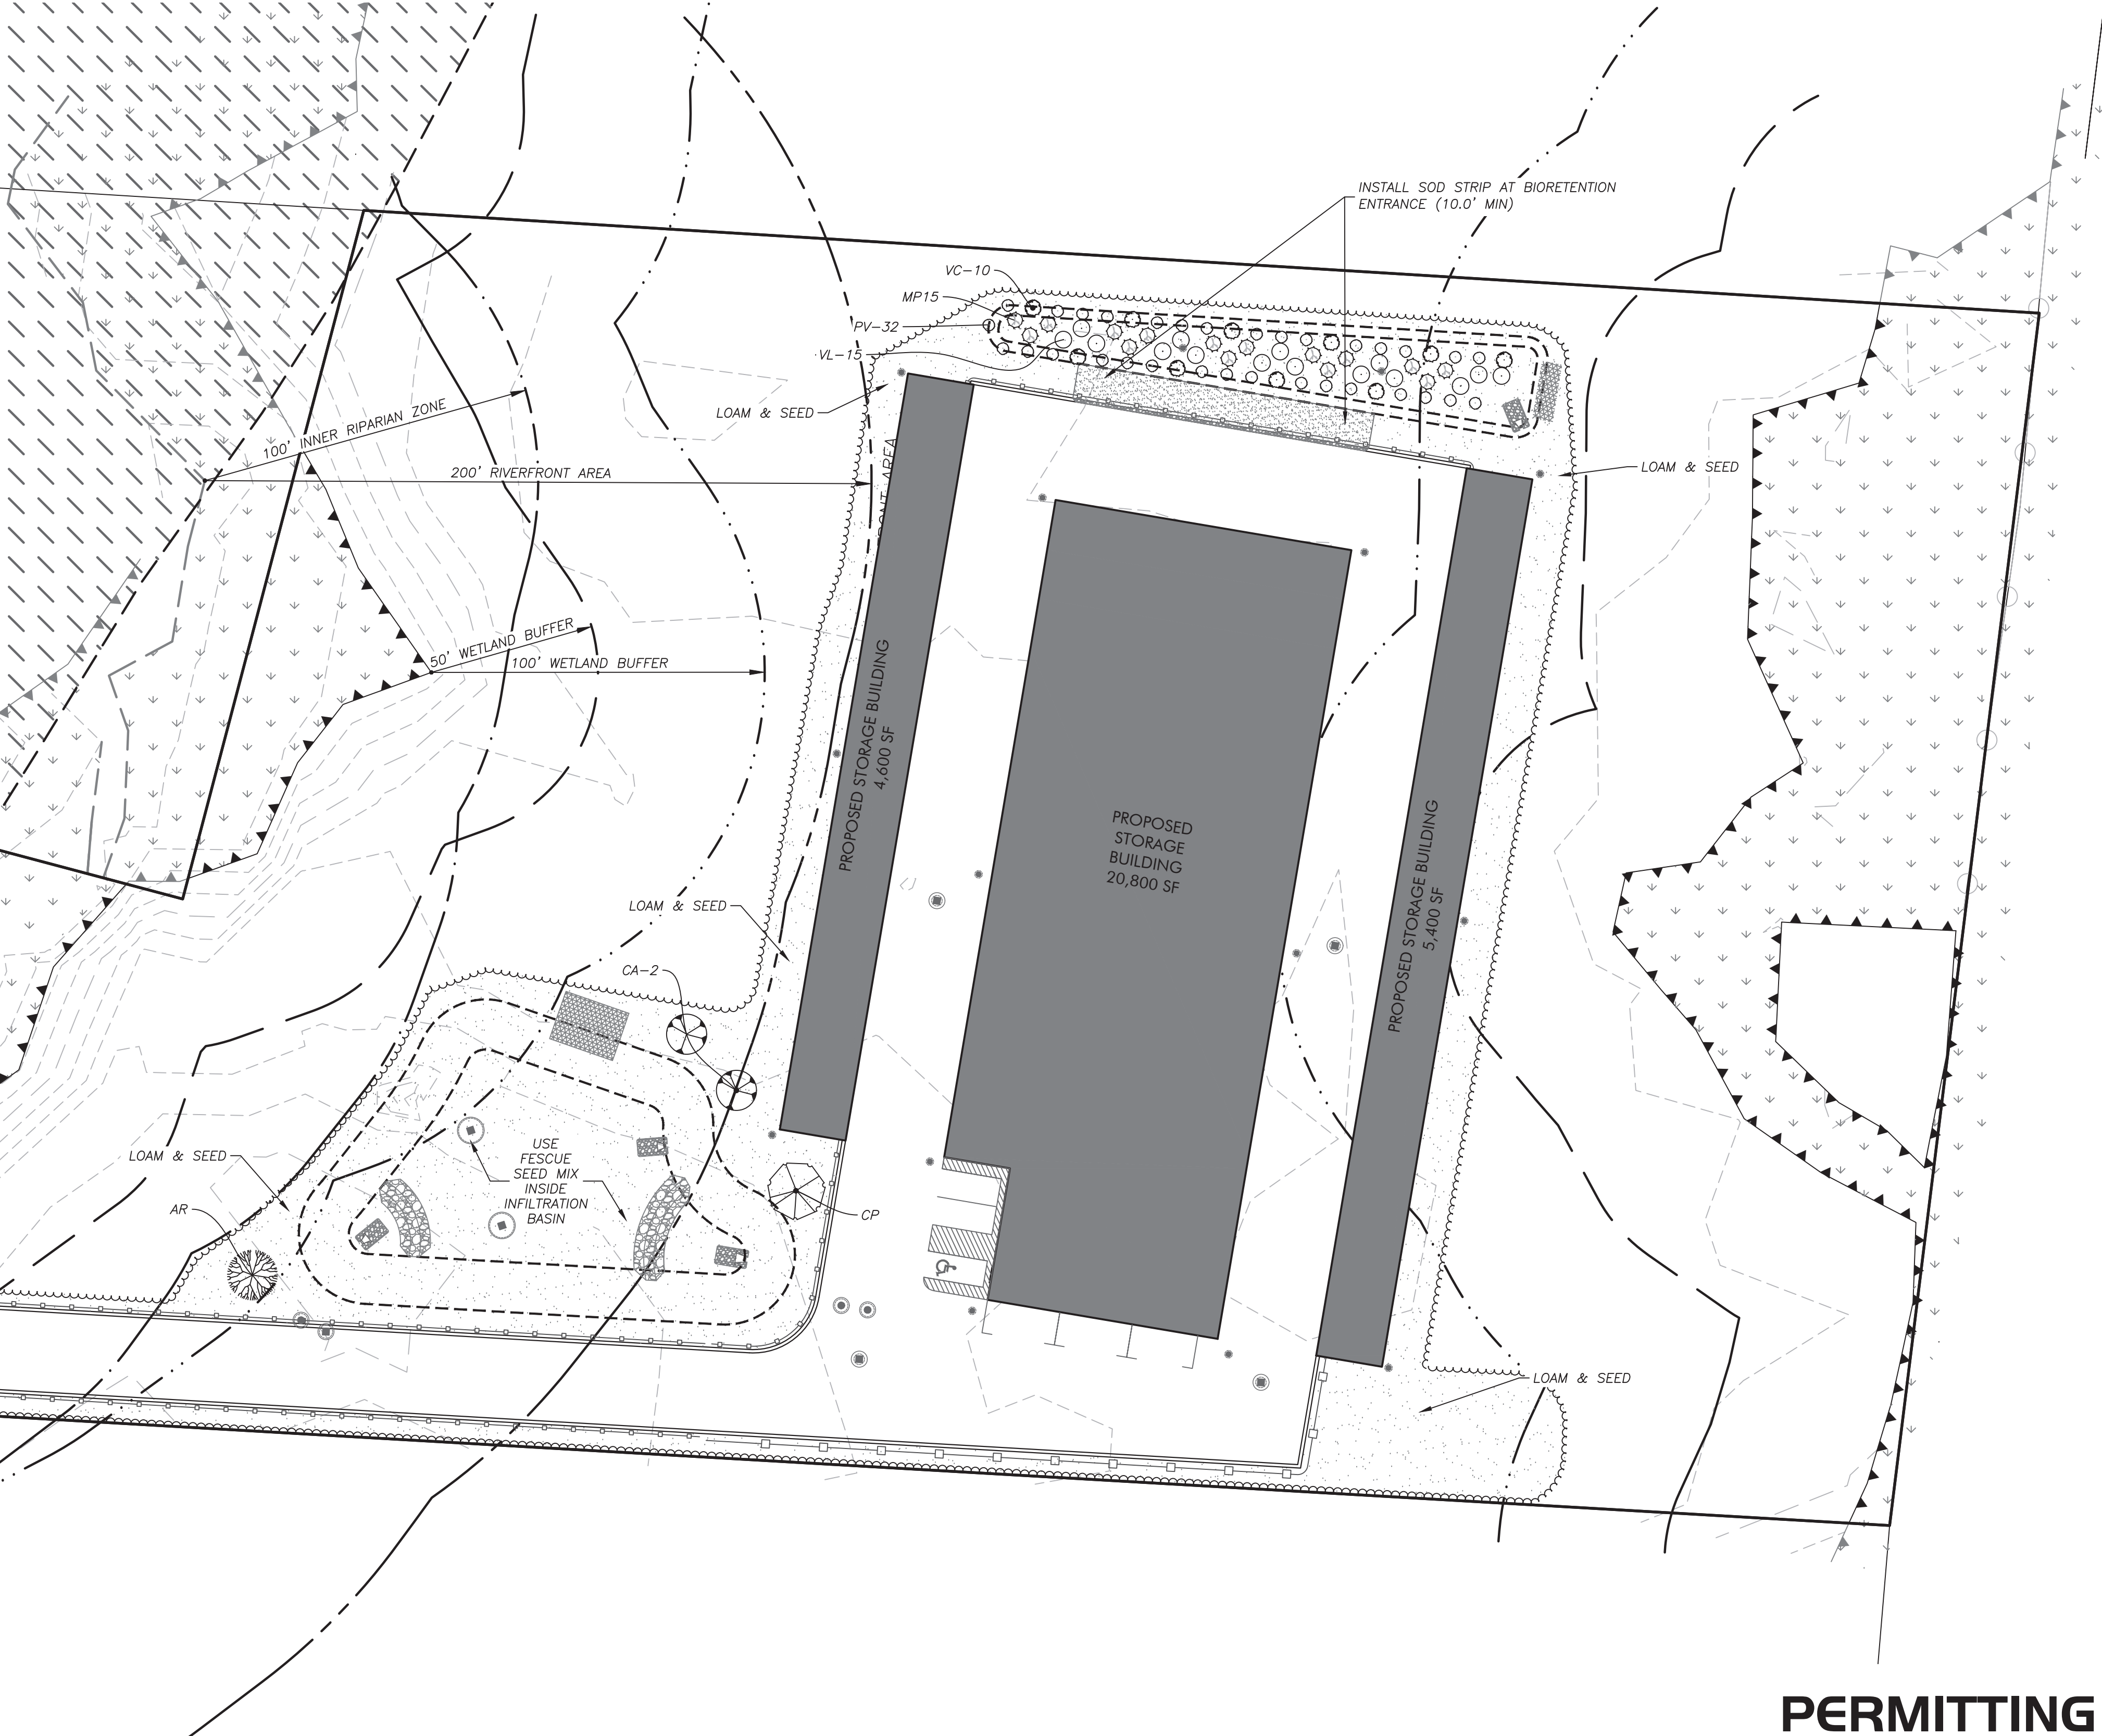 INSTALL SOD STRIP AT BIORETENTION
ENTRANCE (10.0' MIN)
VC-10
MP15
PV-32
VL-15
LOAM & SEED
100' INNER RIPARIAN ZONE
200' RIVERFRONT AREA
LOAM & SEED
50' WETLAND BUFFER
100' WETLAND BUFFER
PROPOSED STORAGE BUILDING
4,600 SF
PROPOSED
STORAGE
BUILDING
20,800 SF
PROPOSED STORAGE BUILDING
5,400 SF
LOAM & SEED
CA-2
LOAM & SEED
USE
FESCUE
SEED MIX
INSIDE
INFILTRATION
BASIN
AR
CP
LOAM & SEED
PERMITTING